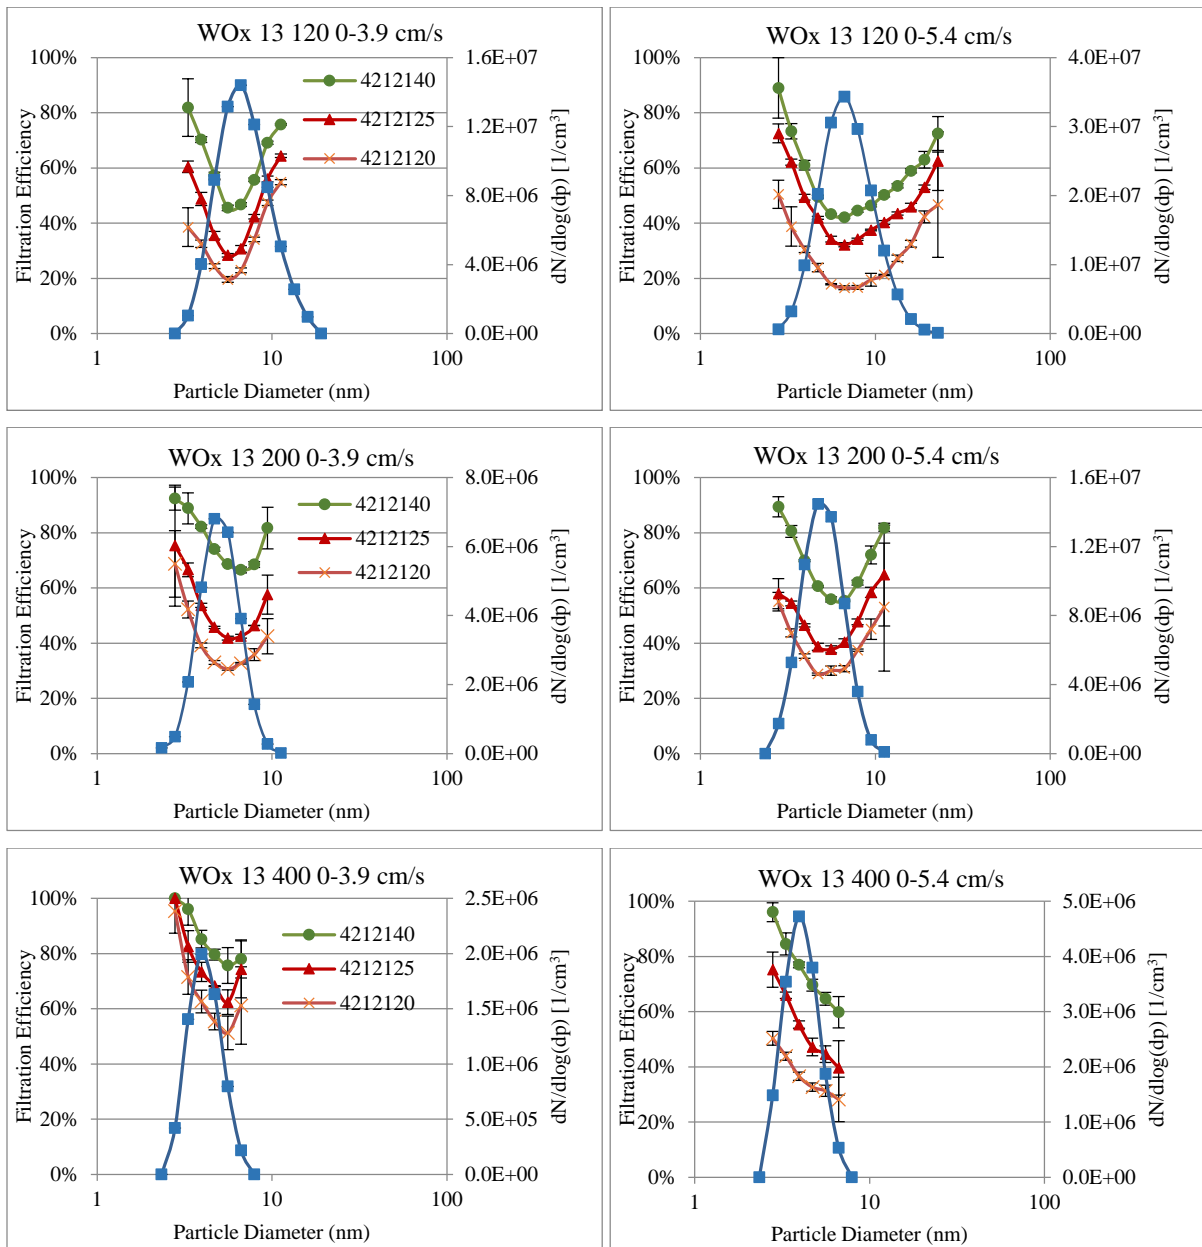 WOx 13 120 0-3.9 cm/s
Filtration Efficiency
100%
80%
60%
40%
20%
0%
4212140
4212125
4212120
1.6E+07
1.2E+07
8.0E+06
4.0E+06
0.0E+00
dN/dlog(dp) [1/cm³]
1 10 100
Particle Diameter (nm)
WOx 13 120 0-5.4 cm/s
Filtration Efficiency
100%
80%
60%
40%
20%
0%
4.0E+07
3.0E+07
2.0E+07
1.0E+07
0.0E+00
dN/dlog(dp) [1/cm³]
1 10 100
Particle Diameter (nm)
WOx 13 200 0-3.9 cm/s
Filtration Efficiency
100%
80%
60%
40%
20%
0%
4212140
4212125
4212120
8.0E+06
6.0E+06
4.0E+06
2.0E+06
0.0E+00
dN/dlog(dp) [1/cm³]
1 10 100
Particle Diameter (nm)
WOx 13 200 0-5.4 cm/s
Filtration Efficiency
100%
80%
60%
40%
20%
0%
1.6E+07
1.2E+07
8.0E+06
4.0E+06
0.0E+00
dN/dlog(dp) [1/cm³]
1 10 100
Particle Diameter (nm)
WOx 13 400 0-3.9 cm/s
Filtration Efficiency
100%
80%
60%
40%
20%
0%
4212140
4212125
4212120
2.5E+06
2.0E+06
1.5E+06
1.0E+06
5.0E+05
0.0E+00
dN/dlog(dp) [1/cm³]
1 10 100
Particle Diameter (nm)
WOx 13 400 0-5.4 cm/s
Filtration Efficiency
100%
80%
60%
40%
20%
0%
5.0E+06
4.0E+06
3.0E+06
2.0E+06
1.0E+06
0.0E+00
dN/dlog(dp) [1/cm³]
1 10 100
Particle Diameter (nm)